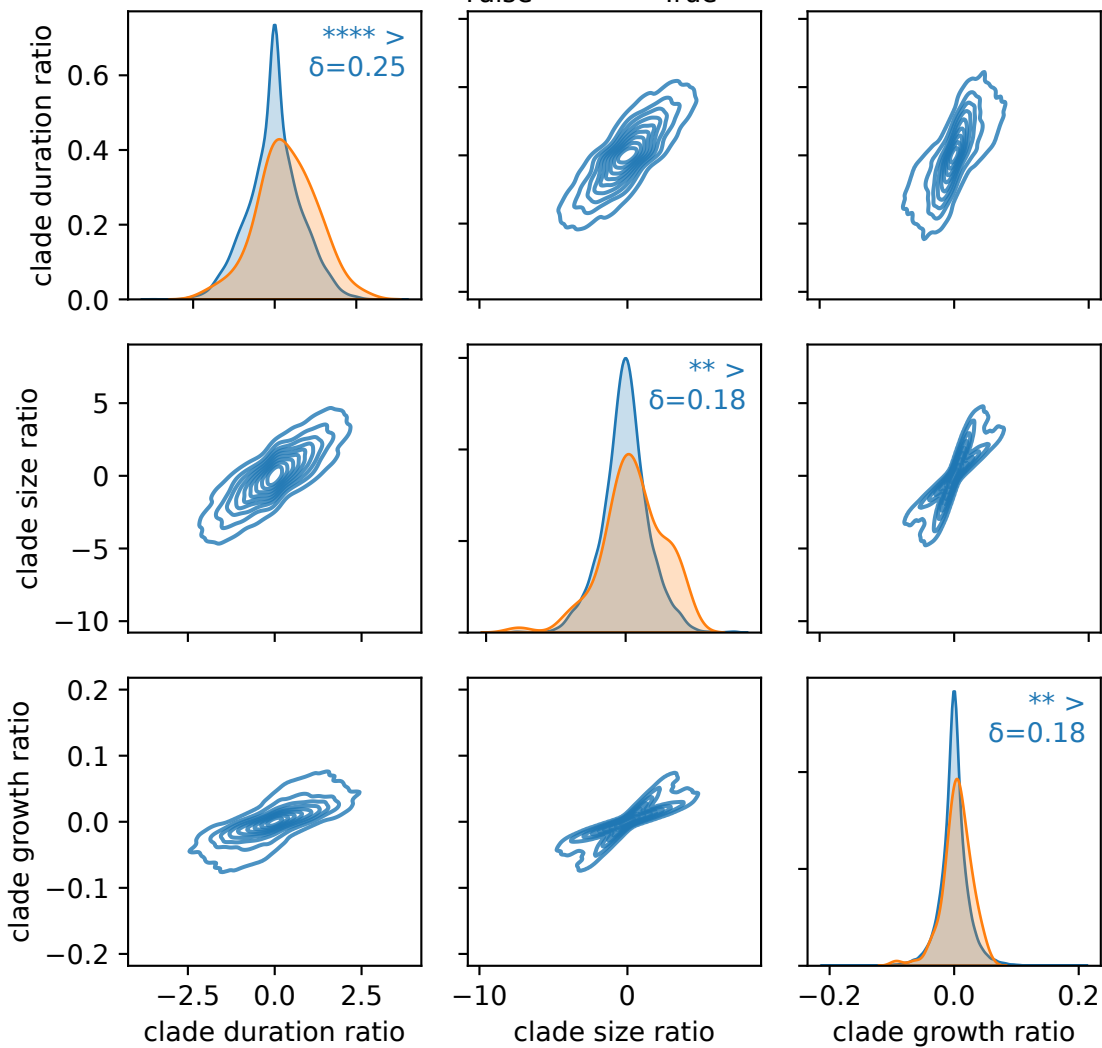 True
clade duration ratio
0.6
0.4
0.2
0.0
**** >
δ=0.25
clade size ratio
5
0
−5
−10
** >
δ=0.18
clade growth ratio
0.2
0.1
0.0
−0.1
−0.2
** >
δ=0.18
−2.5 0.0 2.5
−10 0
−0.2 0.0 0.2
clade duration ratio
clade size ratio
clade growth ratio